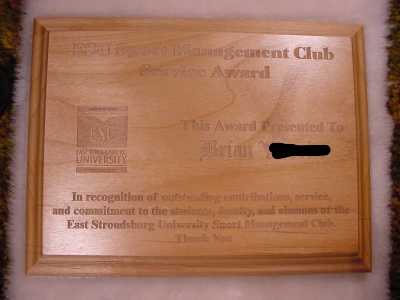 ESU Sport Management Club
Service Award
ESU
EAST STROUDSBURG
UNIVERSITY
This Award Presented To
Brian
In recognition of outstanding contributions, service,
and commitment to the students, faculty, and alumni of the
East Stroudsburg University Sport Management Club.
Thank You